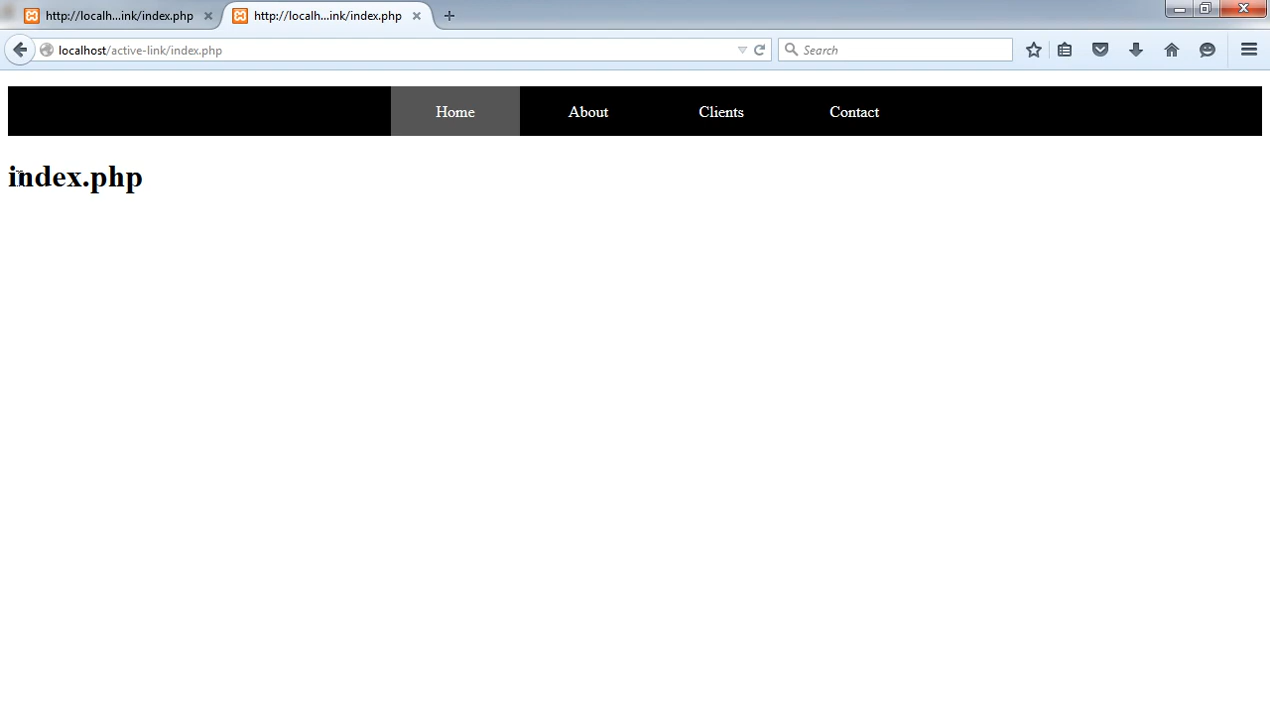 http://localh...ink/index.php http://localh...ink/index.php
localhost/active-link/index.php Search
Home About Clients Contact
index.php